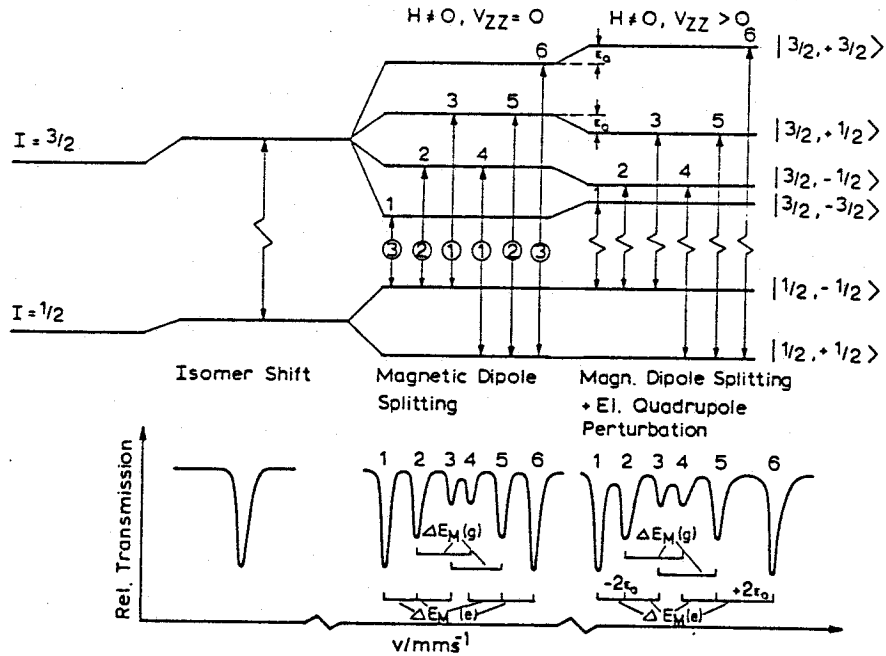 H≠0, V_ZZ=0
H≠0, V_ZZ>0
6
6
|3/2,+3/2>
ε_Q
3
5
ε_Q
3
5
|3/2,+1/2>
I=3/2
2
4
2
4
|3/2,-1/2>
1
1
|3/2,-3/2>
③ ② ① ① ② ③
|1/2,-1/2>
I=1/2
|1/2,+1/2>
Isomer Shift
Magnetic Dipole
Splitting
Magn. Dipole Splitting
+ El. Quadrupole
Perturbation
Rel. Transmission
1 2 3 4 5 6
1 2 3 4 5 6
ΔE_M(g)
ΔE_M(g)
-2ε_Q
+2ε_Q
ΔE_M(e)
ΔE_M(e)
v/mms⁻¹